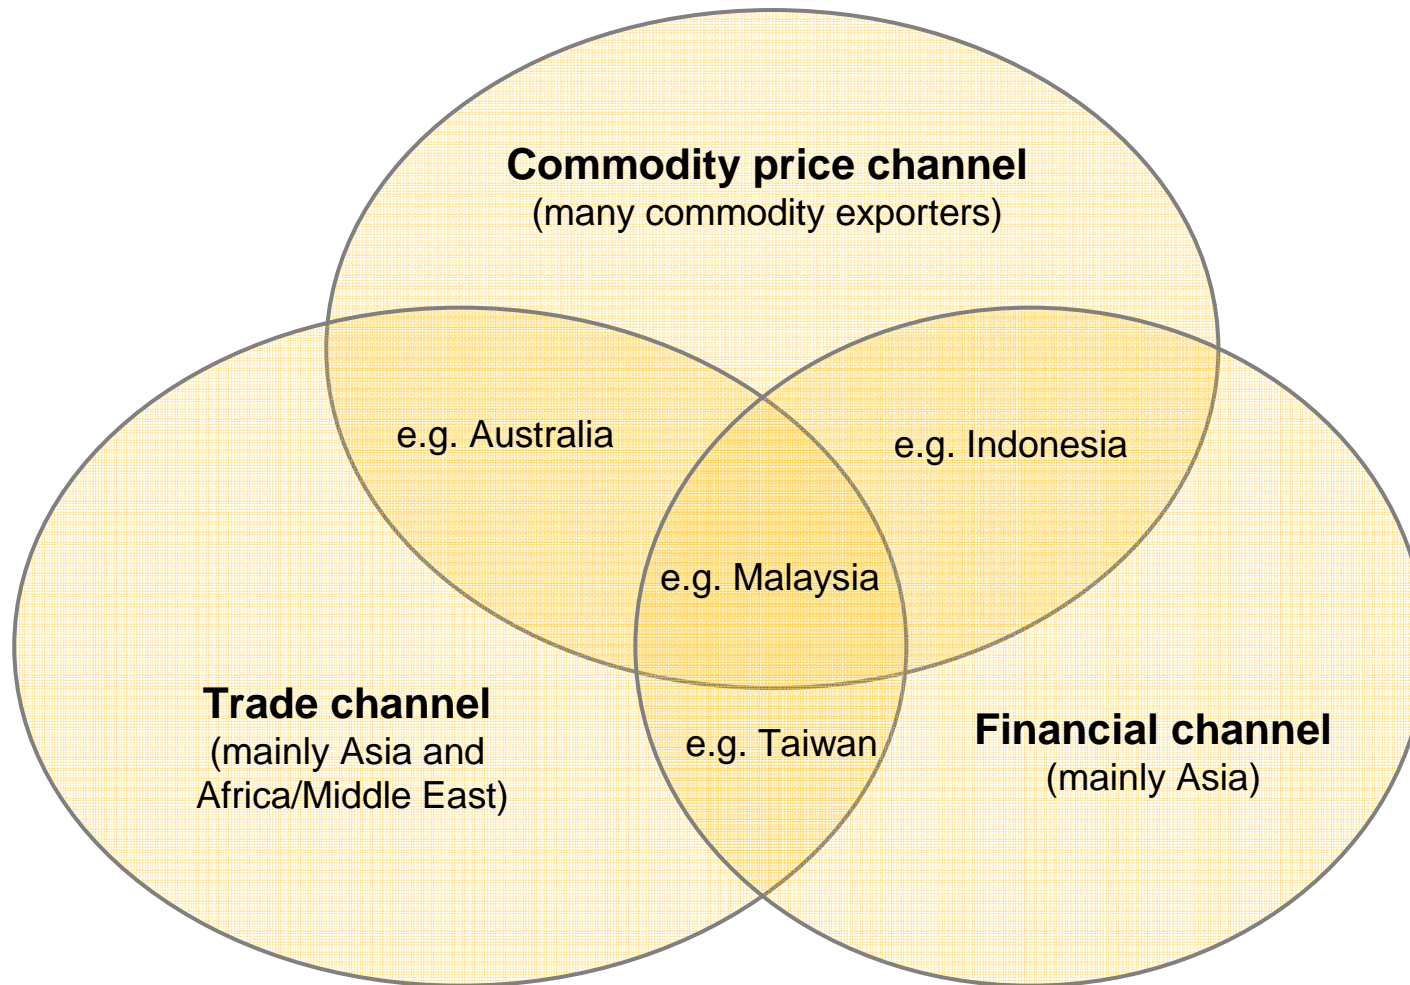 Commodity price channel
(many commodity exporters)
e.g. Australia
e.g. Indonesia
e.g. Malaysia
Trade channel
(mainly Asia and
Africa/Middle East)
e.g. Taiwan
Financial channel
(mainly Asia)